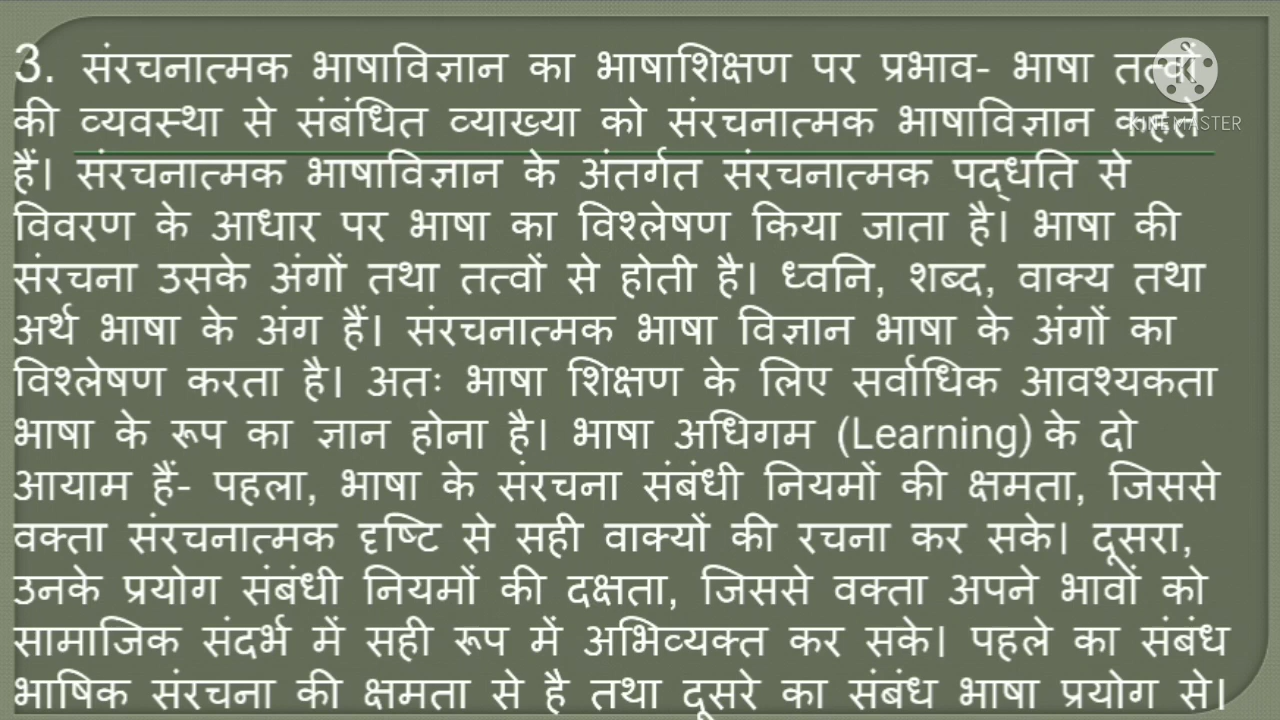 3. संरचनात्मक भाषाविज्ञान का भाषाशिक्षण पर प्रभाव- भाषा तत्वों
की व्यवस्था से संबंधित व्याख्या को संरचनात्मक भाषाविज्ञान कहते
KINEMASTER
हैं। संरचनात्मक भाषाविज्ञान के अंतर्गत संरचनात्मक पद्धति से
विवरण के आधार पर भाषा का विश्लेषण किया जाता है। भाषा की
संरचना उसके अंगों तथा तत्वों से होती है। ध्वनि, शब्द, वाक्य तथा
अर्थ भाषा के अंग हैं। संरचनात्मक भाषा विज्ञान भाषा के अंगों का
विश्लेषण करता है। अतः भाषा शिक्षण के लिए सर्वाधिक आवश्यकता
भाषा के रूप का ज्ञान होना है। भाषा अधिगम (Learning) के दो
आयाम हैं- पहला, भाषा के संरचना संबंधी नियमों की क्षमता, जिससे
वक्ता संरचनात्मक दृष्टि से सही वाक्यों की रचना कर सके। दूसरा,
उनके प्रयोग संबंधी नियमों की दक्षता, जिससे वक्ता अपने भावों को
सामाजिक संदर्भ में सही रूप में अभिव्यक्त कर सके। पहले का संबंध
भाषिक संरचना की क्षमता से है तथा दूसरे का संबंध भाषा प्रयोग से।